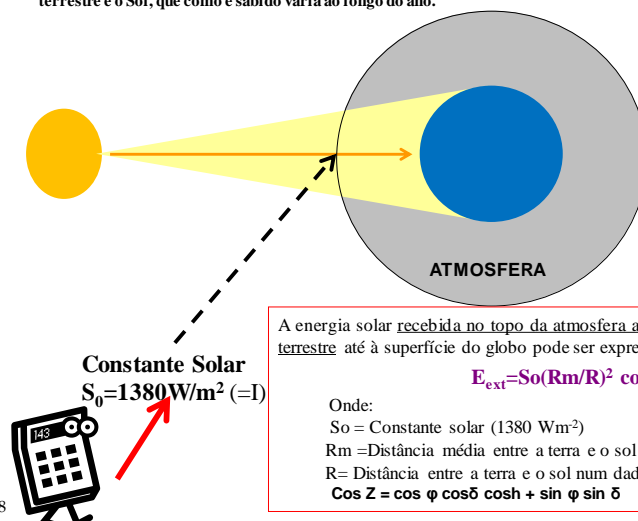 terrestre e o Sol, que como é sabido varia ao longo do ano.
ATMOSFERA
Constante Solar
S₀=1380W/m² (=I)
143
A energia solar recebida no topo da atmosfera a
terrestre até à superfície do globo pode ser expre
E_ext=So(Rm/R)² co
Onde:
So = Constante solar (1380 Wm⁻²)
Rm =Distância média entre a terra e o sol
R= Distância entre a terra e o sol num dad
Cos Z = cos φ cosδ cosh + sin φ sin δ
8